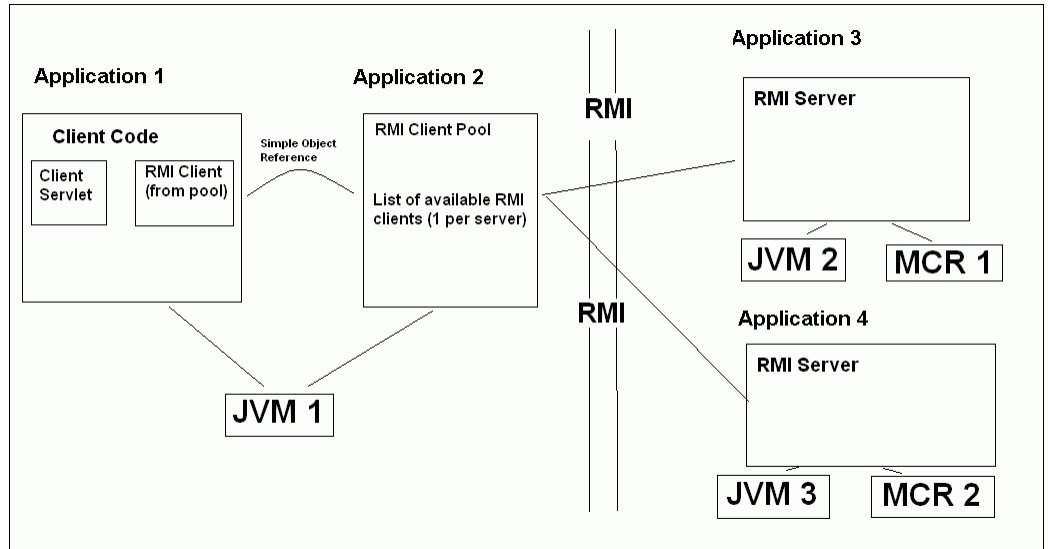 Application 1
Client Code
Client
Servlet
RMI Client
(from pool)
Simple Object
Reference
Application 2
RMI Client Pool
List of available RMI
clients (1 per server)
JVM 1
RMI
RMI
Application 3
RMI Server
JVM 2
MCR 1
Application 4
RMI Server
JVM 3
MCR 2